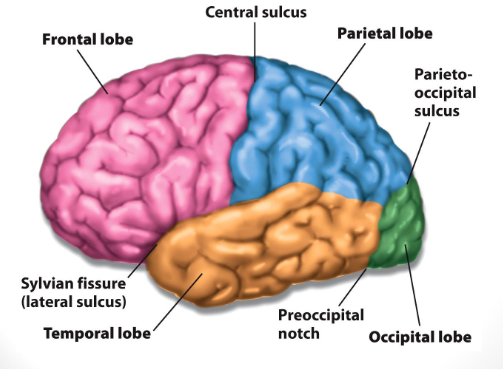 Central sulcus
Frontal lobe
Parietal lobe
Parieto-
occipital
sulcus
Sylvian fissure
(lateral sulcus)
Temporal lobe
Preoccipital
notch
Occipital lobe